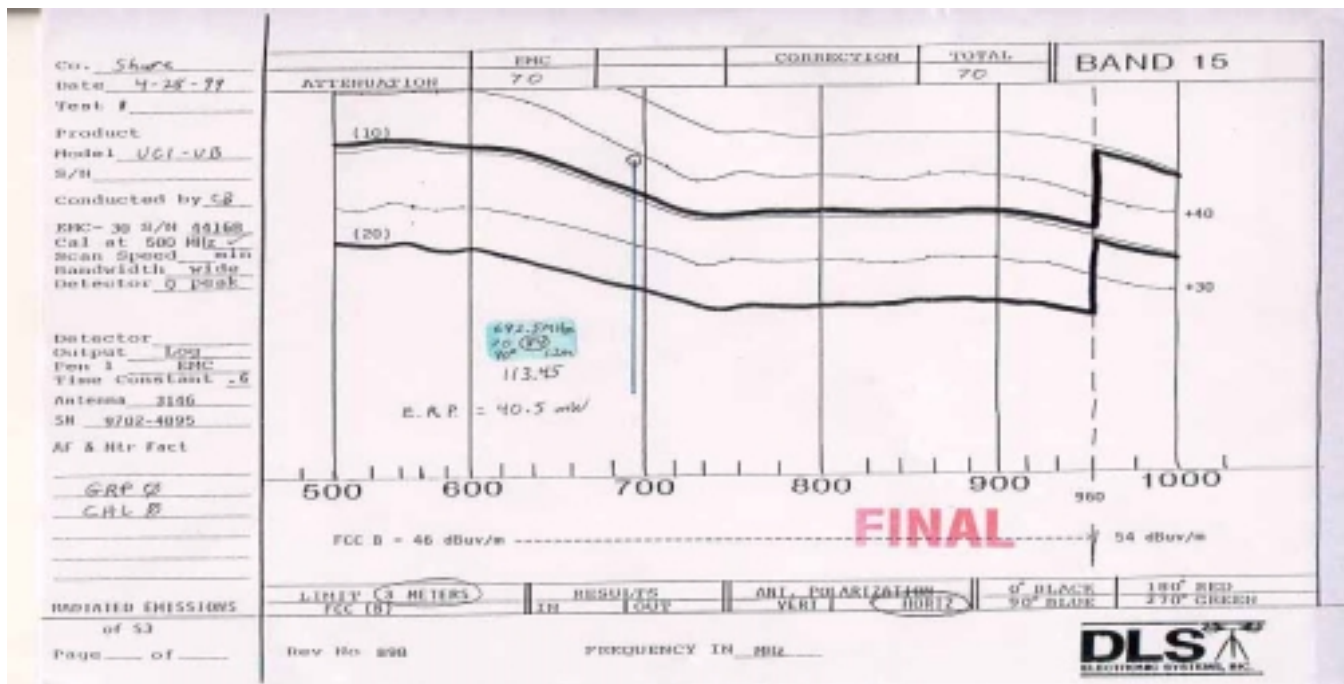 Co. Shure
Date 4-28-99
Test #
Product
Model UC1-UB
S/N
Conducted by CB
EMC- 30 S/N 44168
Cal at 500 MHz ✓
Scan Speed min
Bandwidth wide
Detector Q peak
Detector
Output Log
Pen 1 EMC
Time Constant .6
Antenna 3146
SN 9702-4895
AF & Htr Fact
GRP Ø
CAL Ø
RADIATED EMISSIONS
of 53
Page of
EMC CORRECTION TOTAL
ATTENUATION 70 70
BAND 15
(10)
+40
(20)
+30
692.5MHz
70
90° 1.2m
113.45
E.R.P. = 40.5 mW
500 600 700 800 900 960 1000
FINAL
FCC B - 46 dBuv/m 54 dBuv/m
LIMIT 3 METERS RESULTS ANT. POLARIZATION 0° BLACK 180° RED
FCC (B) IN OUT VERT HORIZ 90° BLUE 270° GREEN
Rev No 898 FREQUENCY IN MHz
DLS
ELECTRONIC SYSTEMS, INC.